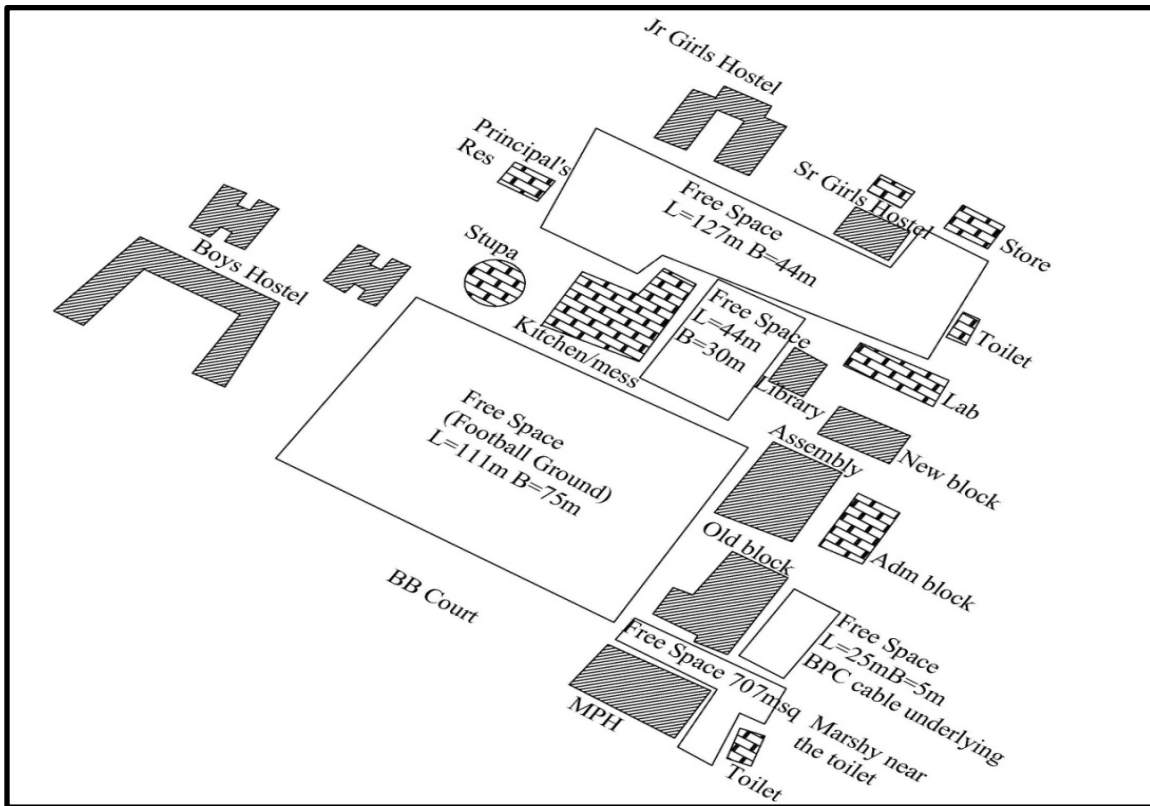 Jr Girls Hostel
Principal's
Res
Sr Girls Hostel
Store
Free Space
L=127m B=44m
Boys Hostel
Stupa
Kitchen/mess
Free Space
L=44m
B=30m
Toilet
Library
Lab
Free Space
(Football Ground)
L=111m B=75m
Assembly
New block
Old block
Adm block
BB Court
Free Space
L=25mB=5m
BPC cable underlying
Free Space 707msq
MPH
Marshy near
the toilet
Toilet